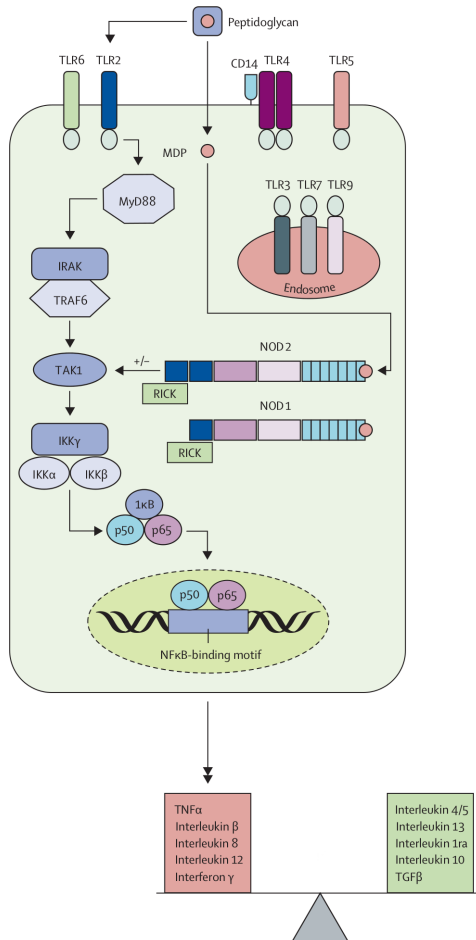 Peptidoglycan
TLR6
TLR2
CD14
TLR4
TLR5
MDP
MyD88
TLR3
TLR7
TLR9
Endosome
IRAK
TRAF6
NOD2
TAK1
+/−
RICK
NOD1
RICK
IKKγ
IKKα
IKKβ
1κB
p50
p65
p50
p65
NFκB-binding motif
TNFα
Interleukin β
Interleukin 8
Interleukin 12
Interferon γ
Interleukin 4/5
Interleukin 13
Interleukin 1ra
Interleukin 10
TGFβ